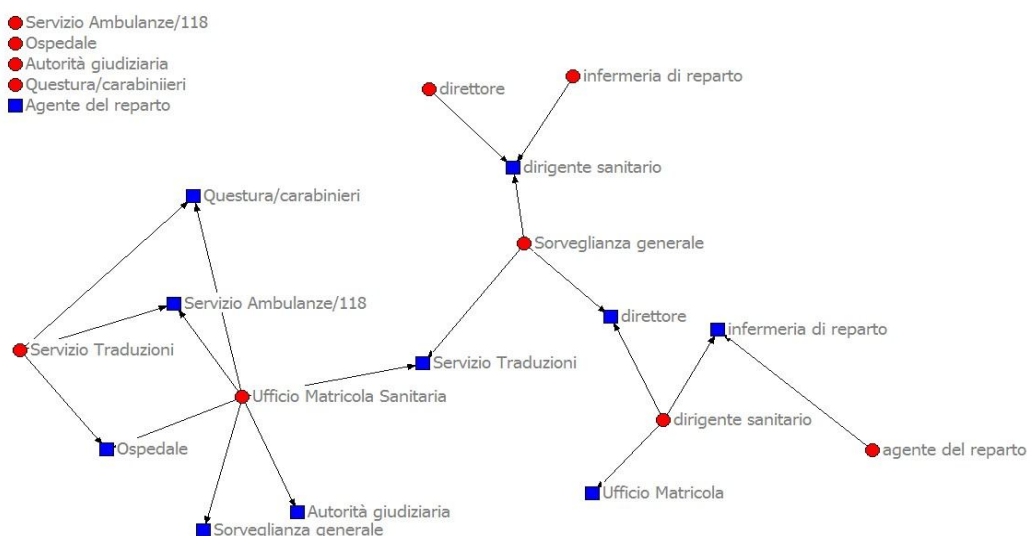 Servizio Ambulanze/118
Ospedale
Autorità giudiziaria
Questura/carabiniieri
Agente del reparto
infermeria di reparto
direttore
dirigente sanitario
Questura/carabinieri
Sorveglianza generale
Servizio Ambulanze/118
direttore
infermeria di reparto
Servizio Traduzioni
Servizio Traduzioni
Ufficio Matricola Sanitaria
dirigente sanitario
Ospedale
agente del reparto
Ufficio Matricola
Autorità giudiziaria
Sorveglianza generale